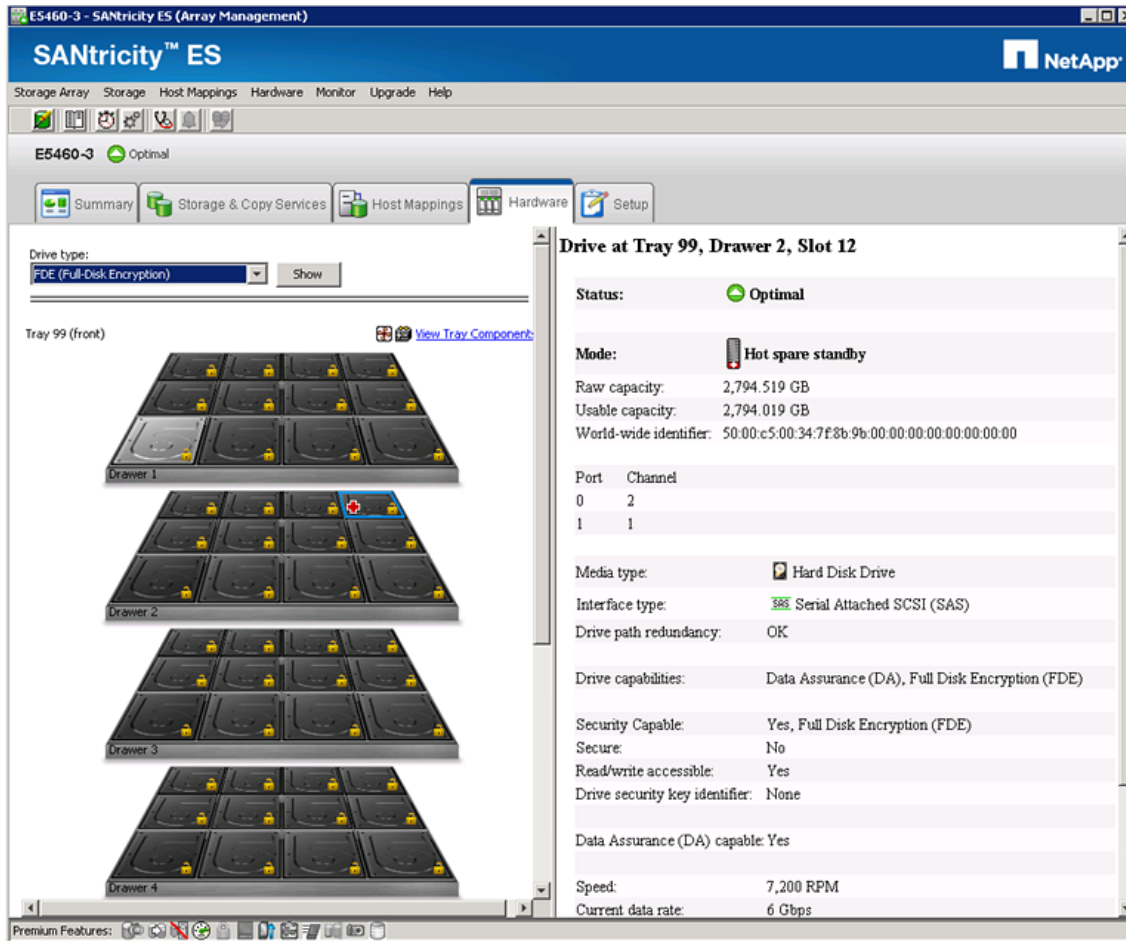 E5460-3 - SANtricity ES (Array Management)
SANtricity™ ES
NetApp
Storage Array Storage Host Mappings Hardware Monitor Upgrade Help
E5460-3 Optimal
Summary Storage & Copy Services Host Mappings Hardware Setup
Drive type:
FDE (Full-Disk Encryption) Show
Tray 99 (front) View Tray Component
Drawer 1
Drawer 2
Drawer 3
Drawer 4
Drive at Tray 99, Drawer 2, Slot 12
Status: Optimal
Mode: Hot spare standby
Raw capacity: 2,794.519 GB
Usable capacity: 2,794.019 GB
World-wide identifier: 50:00:c5:00:34:7f:8b:9b:00:00:00:00:00:00:00:00
Port Channel
0 2
1 1
Media type: Hard Disk Drive
Interface type: SAS Serial Attached SCSI (SAS)
Drive path redundancy: OK
Drive capabilities: Data Assurance (DA), Full Disk Encryption (FDE)
Security Capable: Yes, Full Disk Encryption (FDE)
Secure: No
Read/write accessible: Yes
Drive security key identifier: None
Data Assurance (DA) capable: Yes
Speed: 7,200 RPM
Current data rate: 6 Gbps
Premium Features: